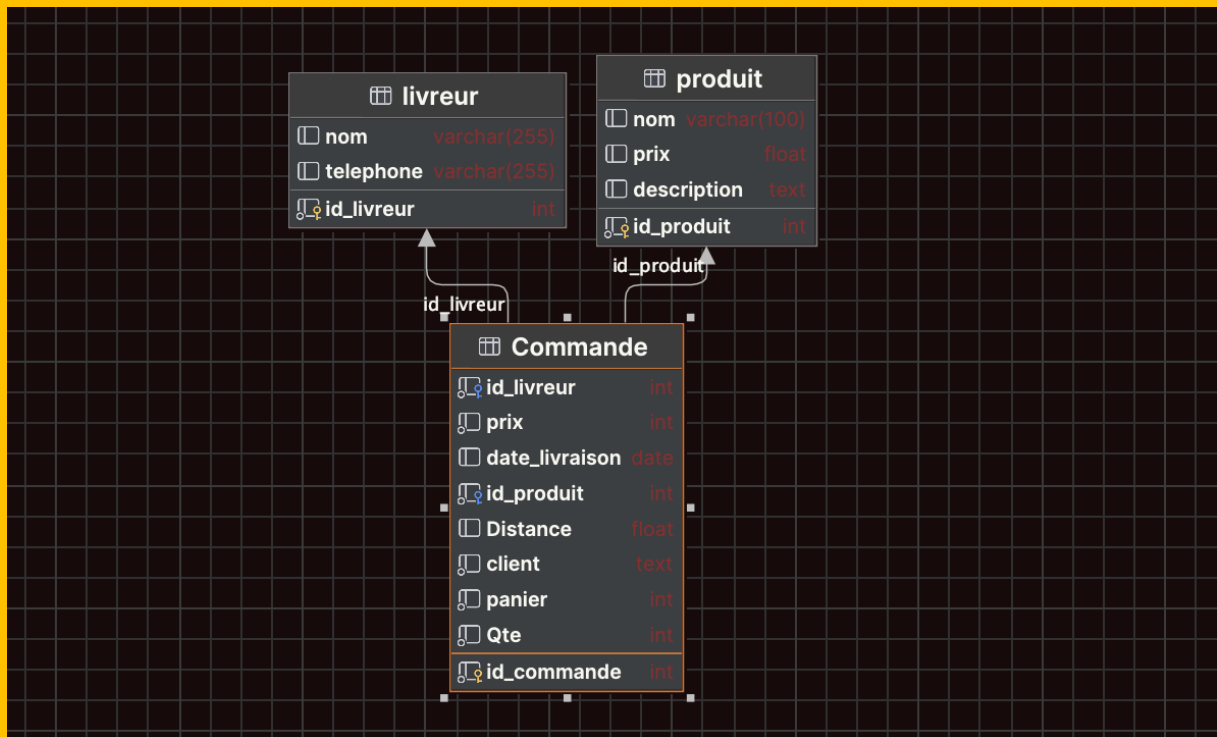 livreur
nom varchar(255)
telephone varchar(255)
id_livreur int
produit
nom varchar(100)
prix float
description text
id_produit int
id_produit
id_livreur
Commande
id_livreur int
prix int
date_livraison date
id_produit int
Distance float
client text
panier int
Qte int
id_commande int